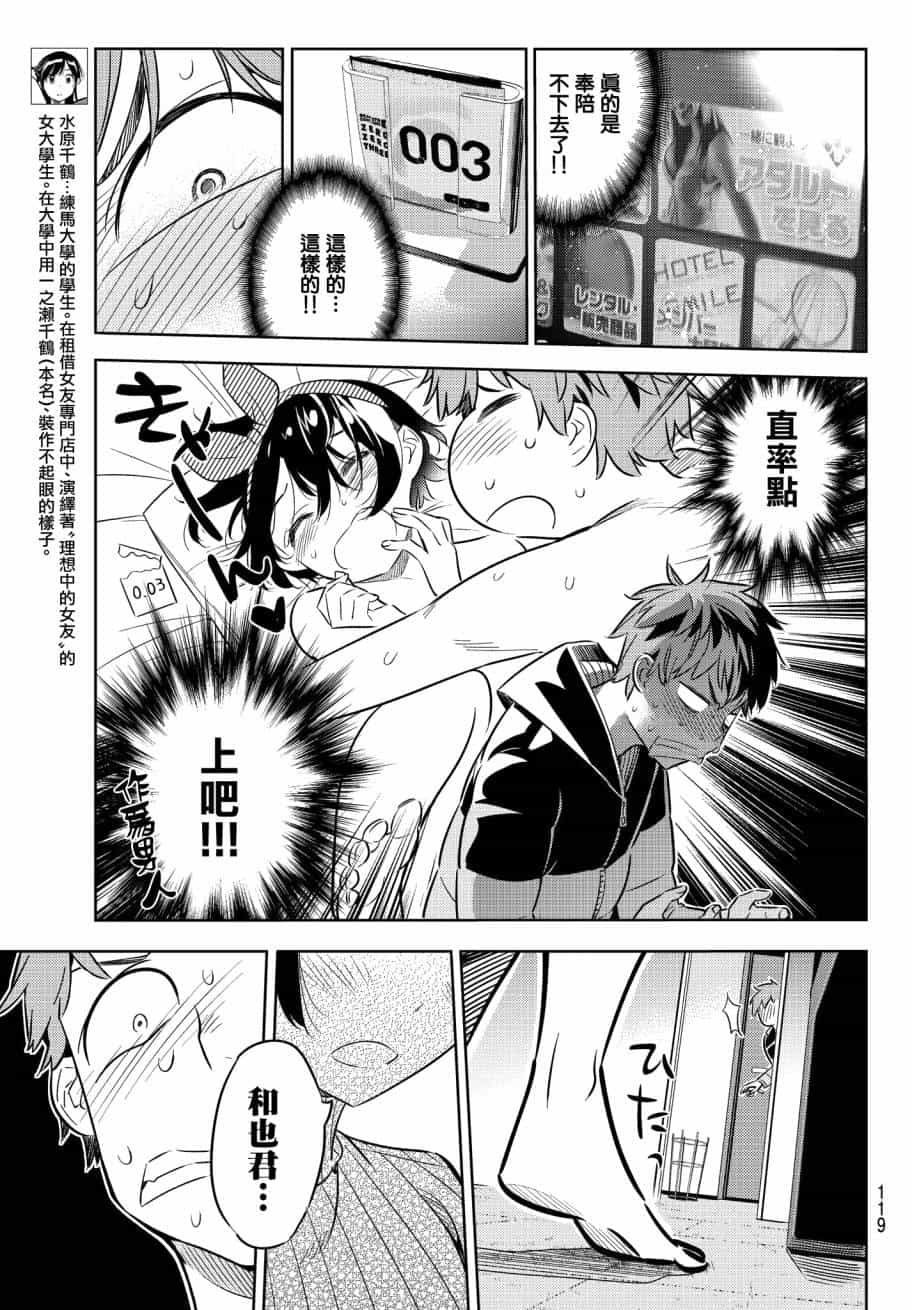 真的是
奉陪
不下去了!!
一緒に観よ
アダルト
を見る
HOTEL
SMILE
メンバー
レンタル・
販売商品
003
ZERO
ZERO
THREE
這樣的…
這樣的!!
水原千鶴…練馬大學的學生。在租借女友專門店中、演繹著〝理想中的女友〟的
女大學生。在大學中用一之瀨千鶴(本名)、裝作不起眼的樣子。
直率點
きゃ
0.03
上吧!!!
作為男人
ひた
和也君…
119